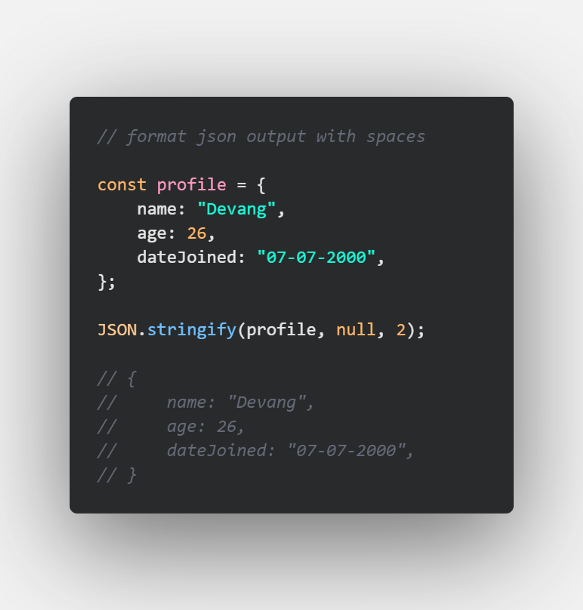 // format json output with spaces

const profile = {
    name: "Devang",
    age: 26,
    dateJoined: "07-07-2000",
};

JSON.stringify(profile, null, 2);

// {
//     name: "Devang",
//     age: 26,
//     dateJoined: "07-07-2000",
// }